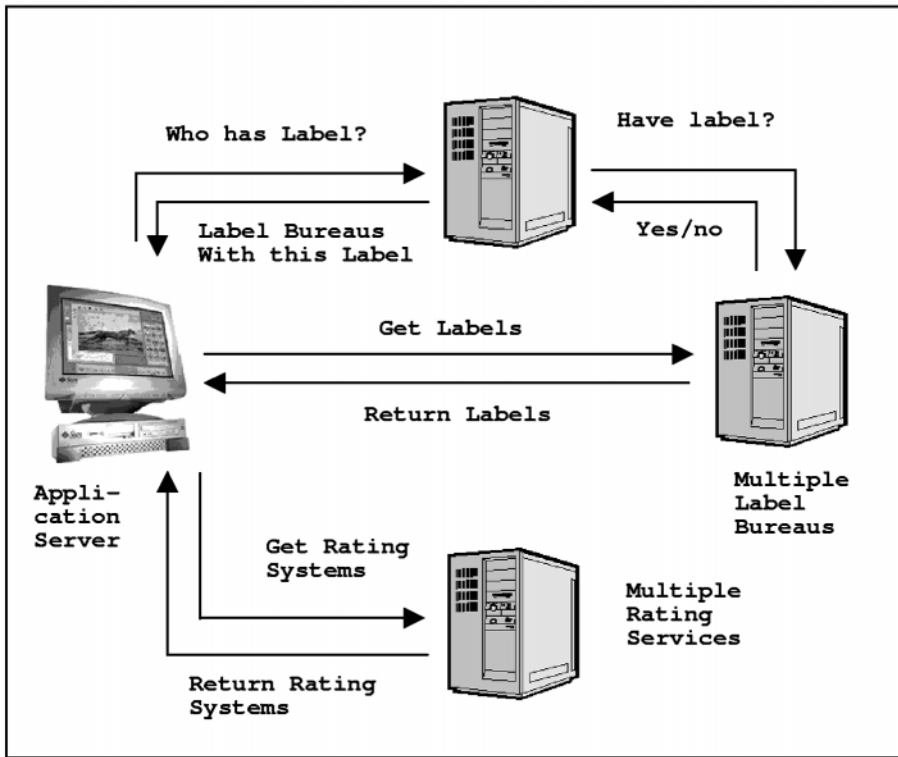 Who has Label?
Have label?
Label Bureaus
With this Label
Yes/no
Get Labels
Return Labels
Appli-
cation
Server
Multiple
Label
Bureaus
Get Rating
Systems
Multiple
Rating
Services
Return Rating
Systems